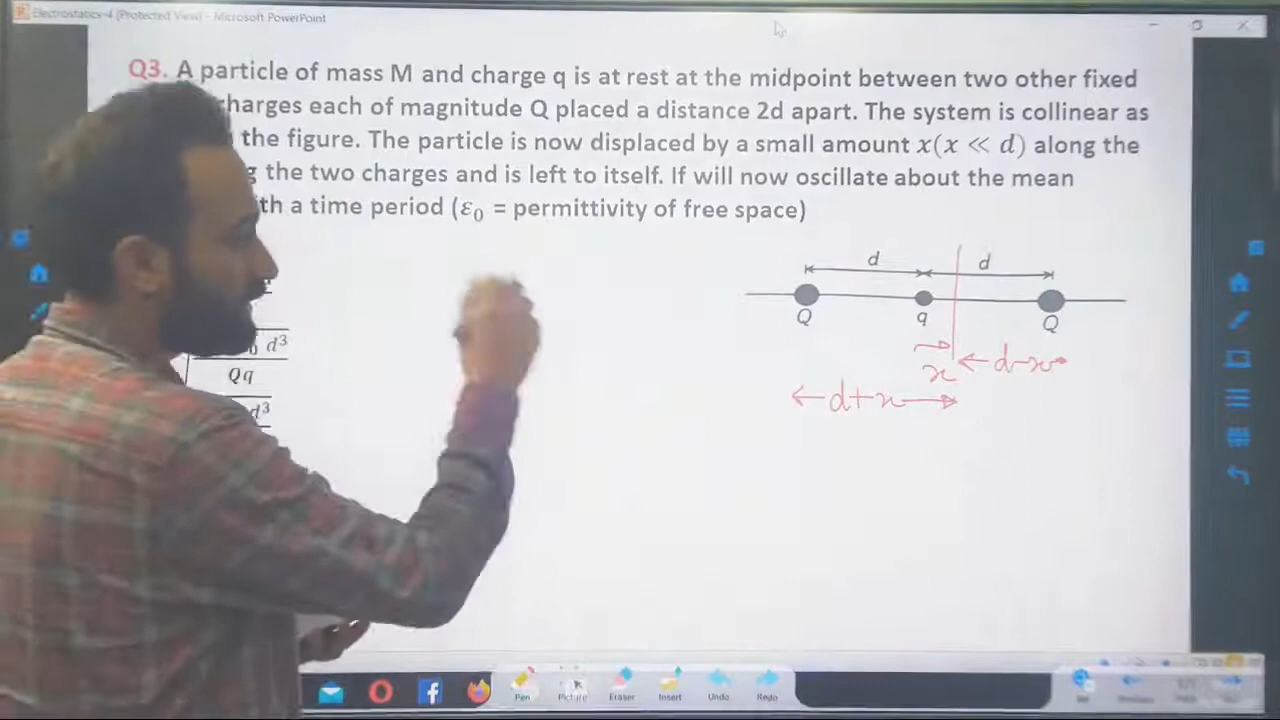 Electrostatics-4 (Protected View) - Microsoft PowerPoint
Q3. A particle of mass M and charge q is at rest at the midpoint between two other fixed
charges each of magnitude Q placed a distance 2d apart. The system is collinear as
the figure. The particle is now displaced by a small amount x(x ≪ d) along the
the two charges and is left to itself. If will now oscillate about the mean
a time period (ε₀ = permittivity of free space)
d d
Q q Q
x d-x
d+x
d³
Qq
d³
Pen Picture Eraser Insert Undo Redo